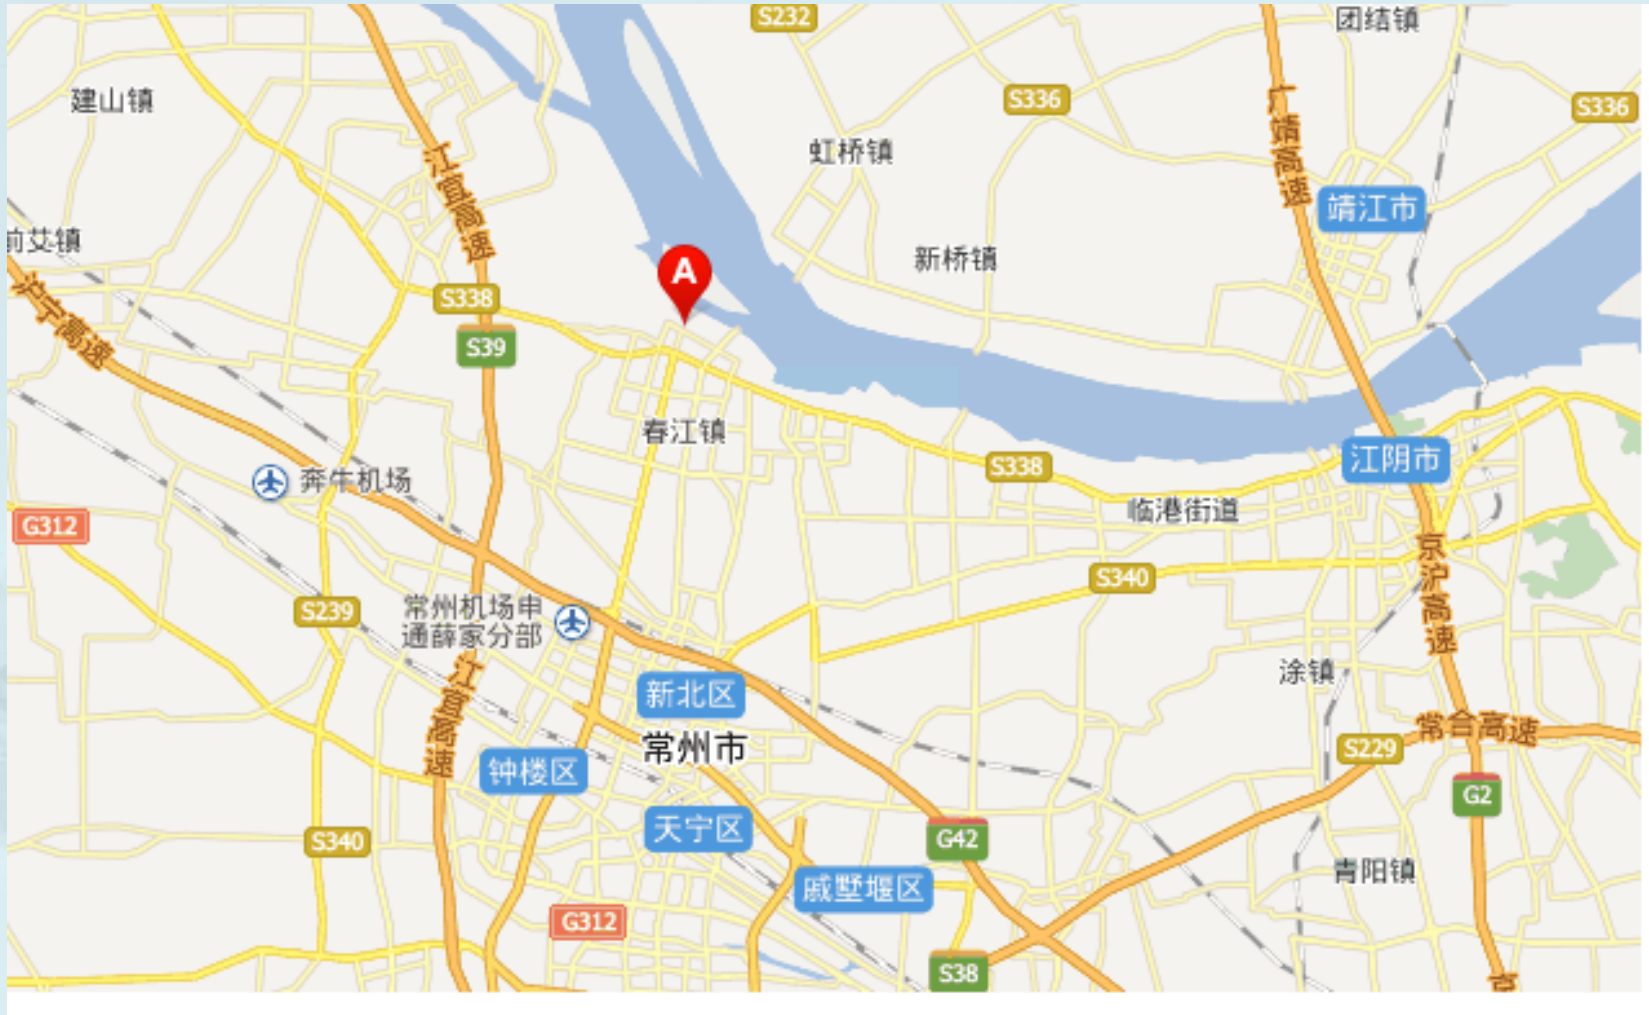 S232
团结镇
建山镇
S336
S336
广靖高速
虹桥镇
江宜高速
靖江市
前艾镇
新桥镇
A
沪宁高速
S338
S39
春江镇
江阴市
S338
奔牛机场
临港街道
G312
京沪高速
S340
S239
常州机场申
通薛家分部
江宜高速
涂镇
新北区
常合高速
常州市
S229
钟楼区
G2
天宁区
S340
G42
青阳镇
戚墅堰区
G312
S38
京